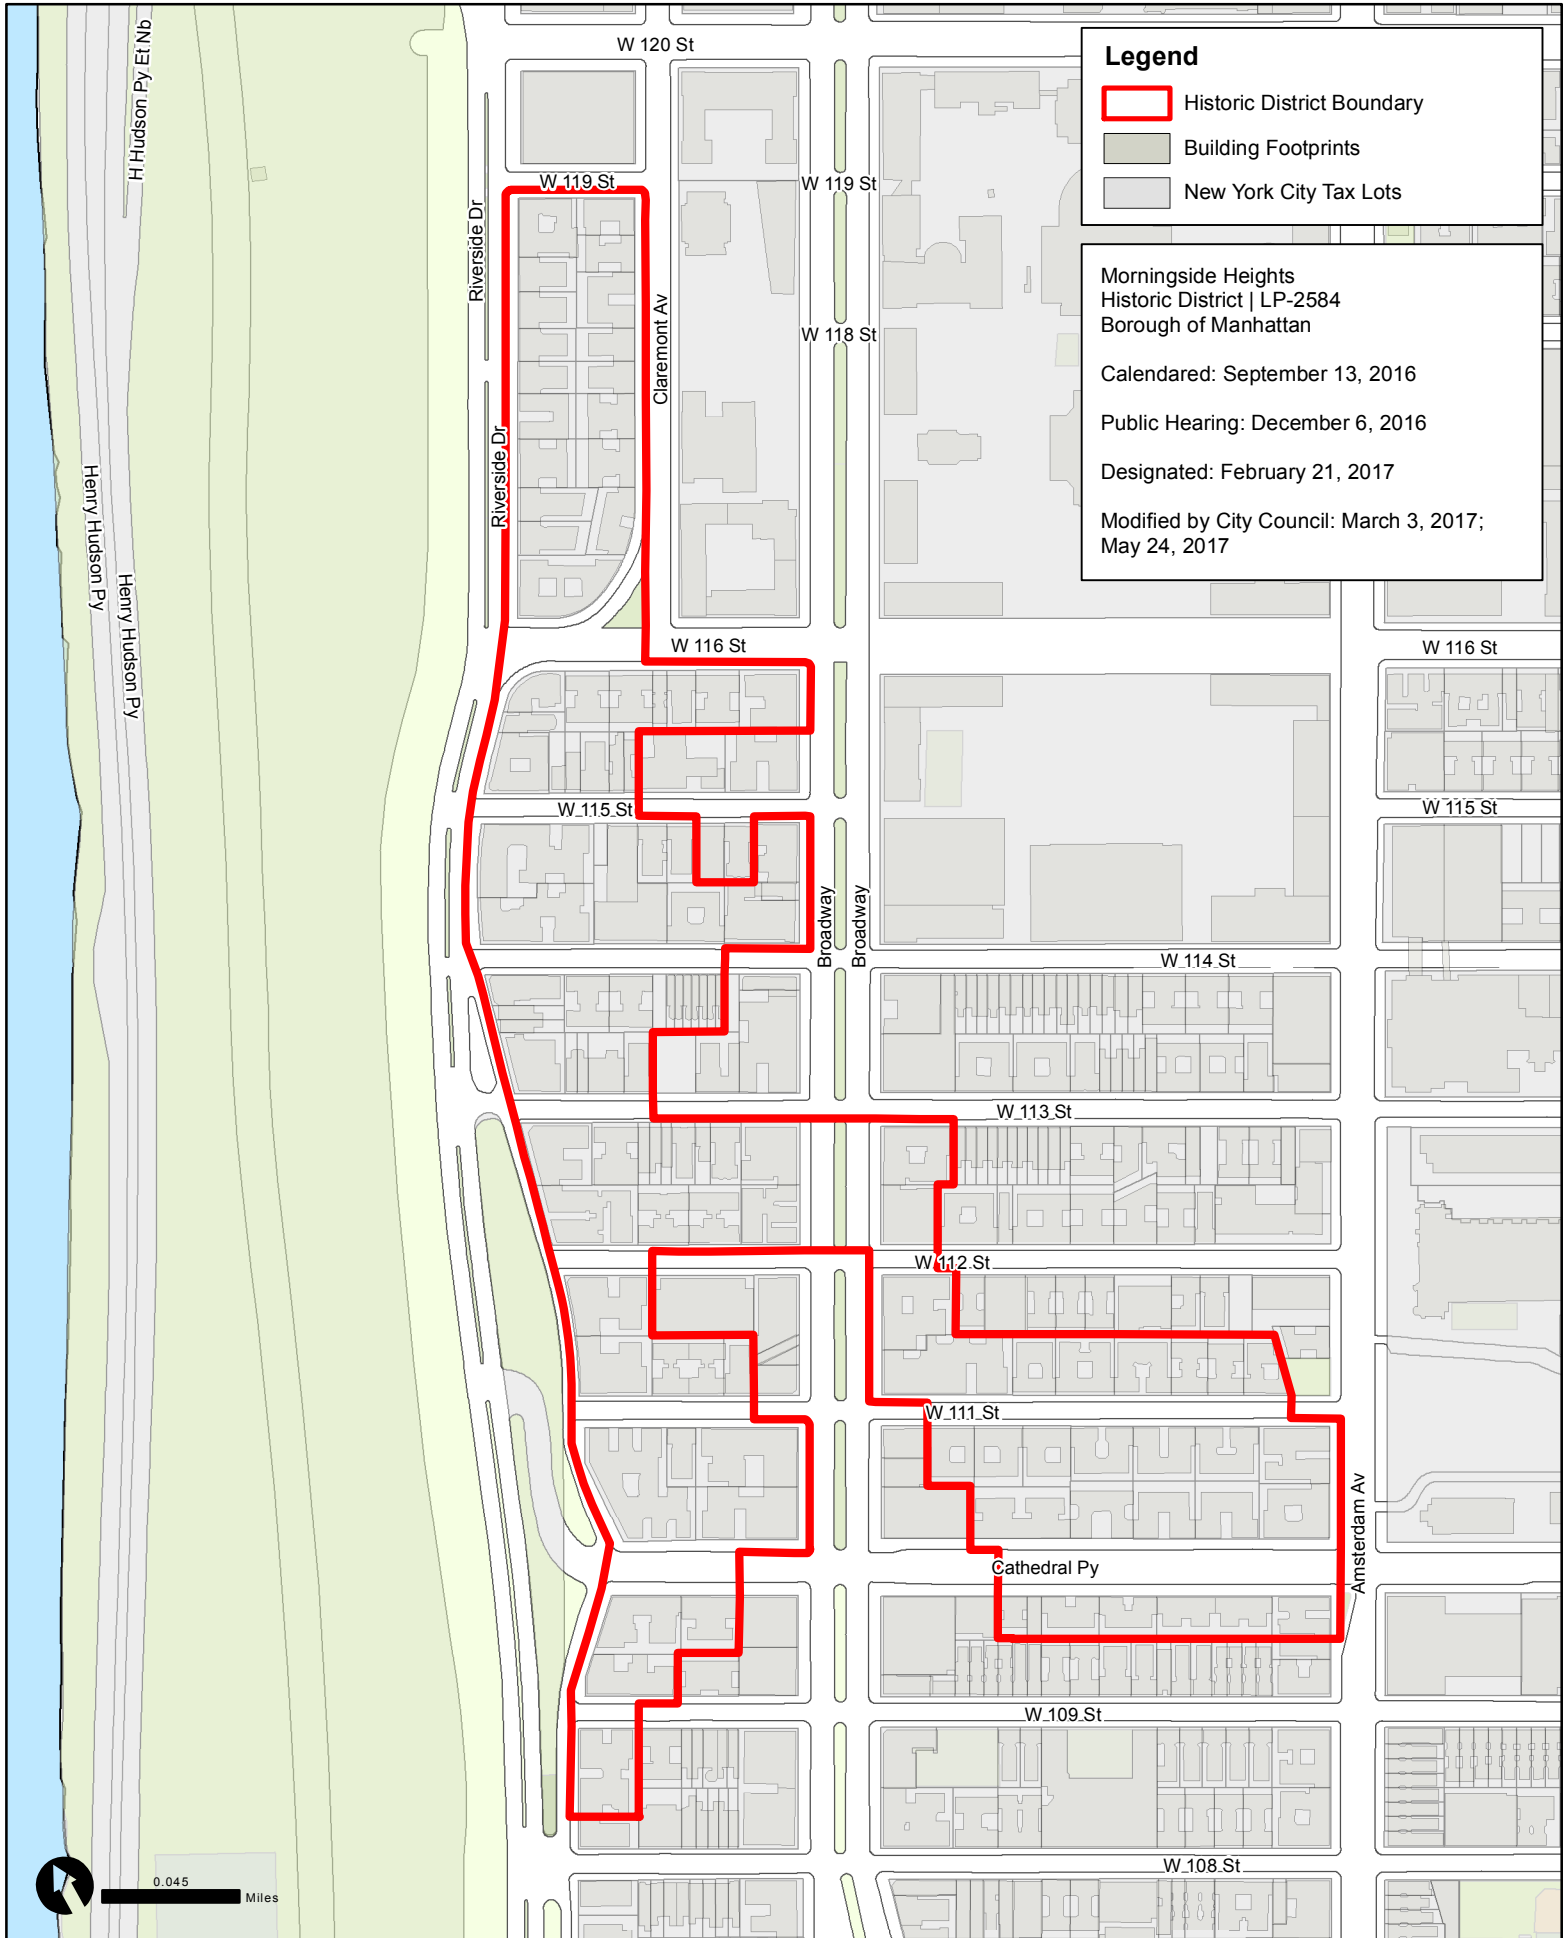 W 120 St
H Hudson Py Et Nb
Legend
Historic District Boundary
Building Footprints
New York City Tax Lots
W 119 St
W 119 St
Riverside Dr
Claremont Av
W 118 St
Morningside Heights
Historic District | LP-2584
Borough of Manhattan
Calendared: September 13, 2016
Public Hearing: December 6, 2016
Designated: February 21, 2017
Modified by City Council: March 3, 2017;
May 24, 2017
Riverside Dr
Henry Hudson Py
Henry Hudson Py
W 116 St
W 116 St
W 115 St
W 115 St
Broadway
Broadway
W 114 St
W 113 St
W 112 St
W 111 St
Amsterdam Av
Cathedral Py
W 109 St
W 108 St
0.045
Miles